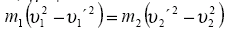 m₁(υ₁² − υ₁´²) = m₂(υ₂´² − υ₂²)